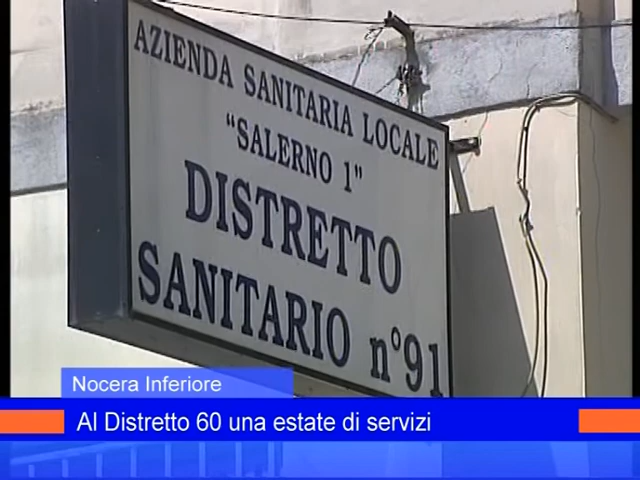 AZIENDA SANITARIA LOCALE
"SALERNO 1"
DISTRETTO
SANITARIO n°91
Nocera Inferiore
Al Distretto 60 una estate di servizi